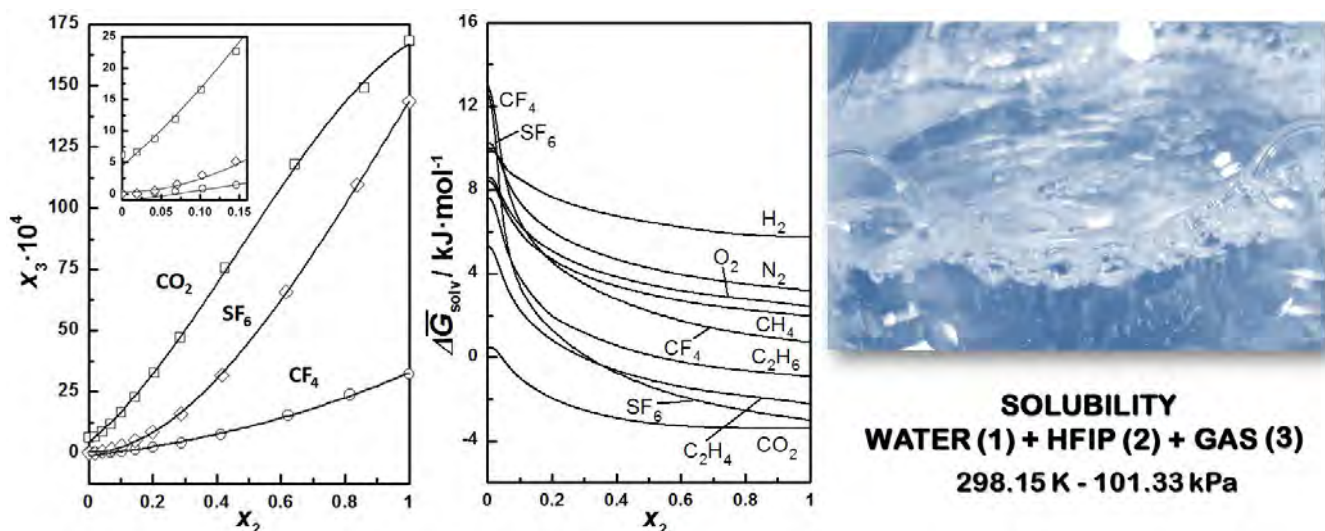 175
150
125
100
75
50
25
0
x₃·10⁴
25
20
15
10
5
0
0
0.05
0.10
0.15
CO₂
SF₆
CF₄
0
0.2
0.4
0.6
0.8
1
x₂
16
12
8
4
0
-4
ΔG̅solv / kJ·mol⁻¹
CF₄
SF₆
H₂
O₂
N₂
CH₄
CF₄
C₂H₆
SF₆
C₂H₄
CO₂
0
0.2
0.4
0.6
0.8
1
x₂
SOLUBILITY
WATER (1) + HFIP (2) + GAS (3)
298.15 K - 101.33 kPa